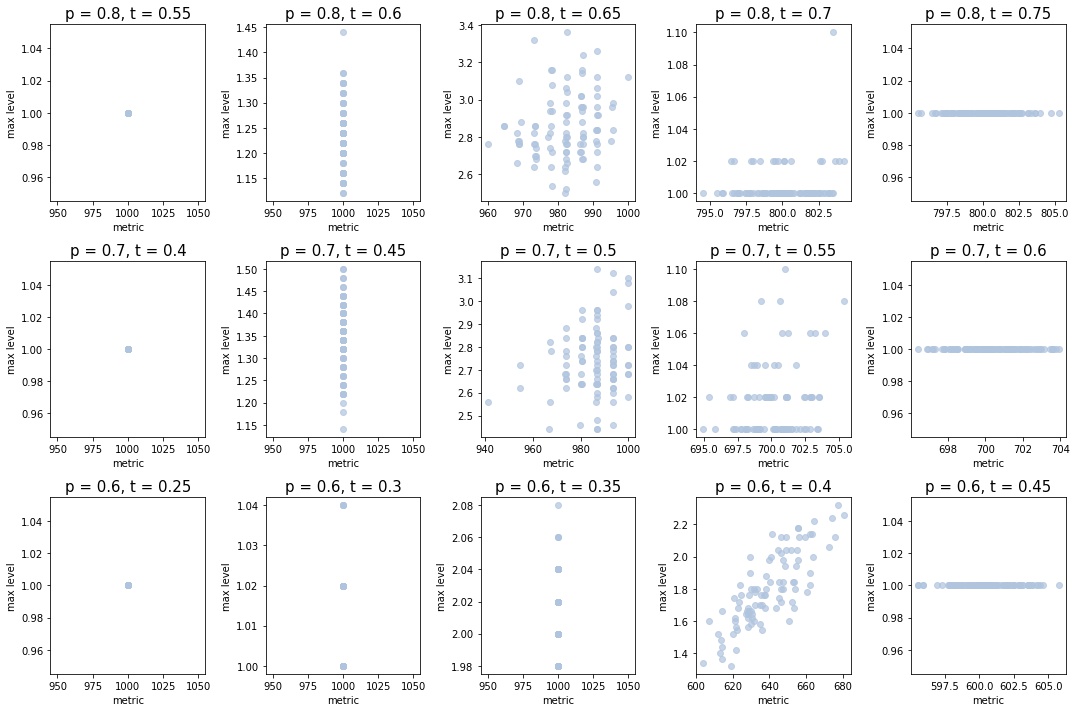 p = 0.8, t = 0.55
1.04
1.02
1.00
0.98
0.96
max level
950 975 1000 1025 1050
metric
p = 0.8, t = 0.6
1.45
1.40
1.35
1.30
1.25
1.20
1.15
max level
950 975 1000 1025 1050
metric
p = 0.8, t = 0.65
3.4
3.2
3.0
2.8
2.6
max level
960 970 980 990 1000
metric
p = 0.8, t = 0.7
1.10
1.08
1.06
1.04
1.02
1.00
max level
795.0 797.5 800.0 802.5
metric
p = 0.8, t = 0.75
1.04
1.02
1.00
0.98
0.96
max level
797.5 800.0 802.5 805.0
metric
p = 0.7, t = 0.4
1.04
1.02
1.00
0.98
0.96
max level
950 975 1000 1025 1050
metric
p = 0.7, t = 0.45
1.50
1.45
1.40
1.35
1.30
1.25
1.20
1.15
max level
950 975 1000 1025 1050
metric
p = 0.7, t = 0.5
3.1
3.0
2.9
2.8
2.7
2.6
2.5
max level
940 960 980 1000
metric
p = 0.7, t = 0.55
1.10
1.08
1.06
1.04
1.02
1.00
max level
695.0 697.5 700.0 702.5 705.0
metric
p = 0.7, t = 0.6
1.04
1.02
1.00
0.98
0.96
max level
698 700 702 704
metric
p = 0.6, t = 0.25
1.04
1.02
1.00
0.98
0.96
max level
950 975 1000 1025 1050
metric
p = 0.6, t = 0.3
1.04
1.03
1.02
1.01
1.00
max level
950 975 1000 1025 1050
metric
p = 0.6, t = 0.35
2.08
2.06
2.04
2.02
2.00
1.98
max level
950 975 1000 1025 1050
metric
p = 0.6, t = 0.4
2.2
2.0
1.8
1.6
1.4
max level
600 620 640 660 680
metric
p = 0.6, t = 0.45
1.04
1.02
1.00
0.98
0.96
max level
597.5 600.0 602.5 605.0
metric